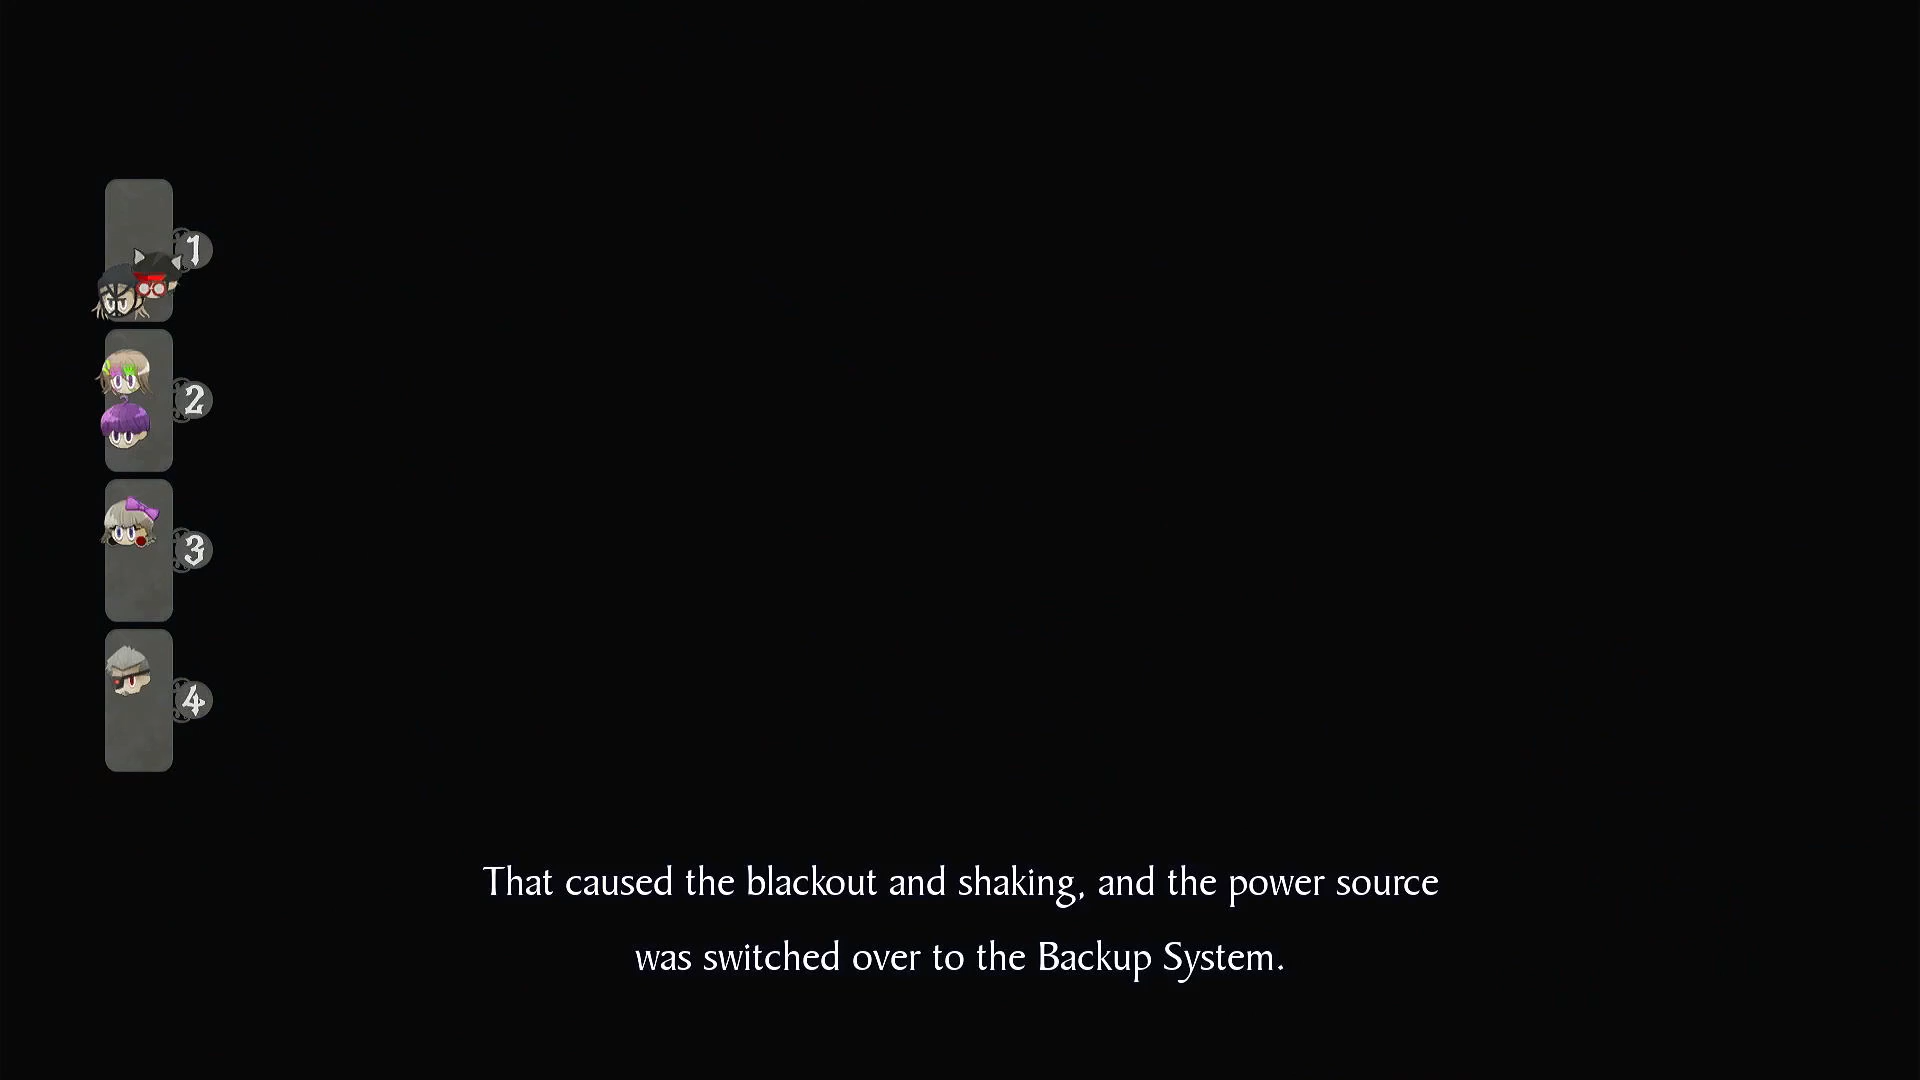 1
2
3
4
That caused the blackout and shaking, and the power source
was switched over to the Backup System.